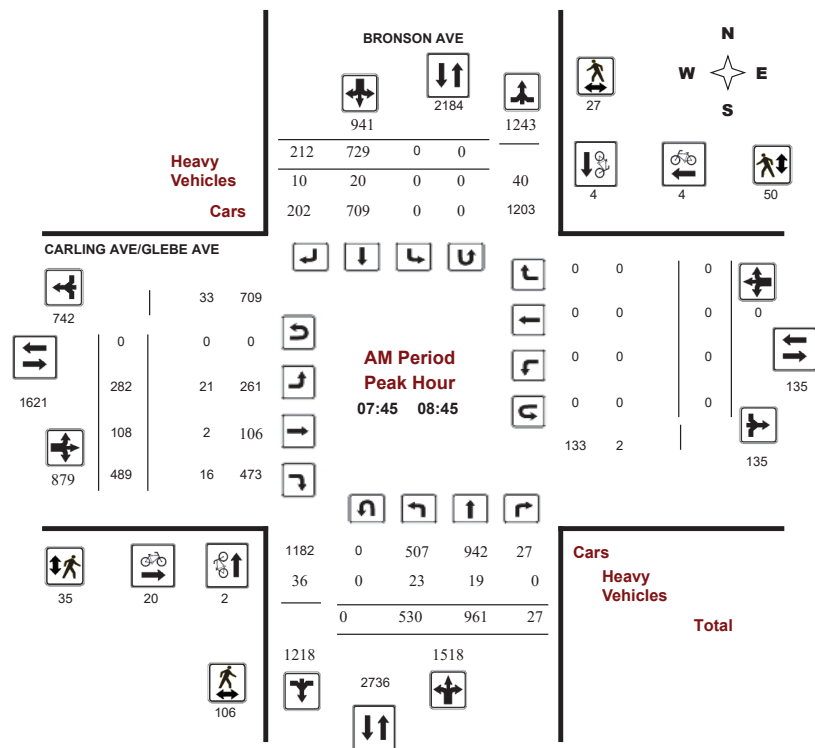 BRONSON AVE
N
W E
S
2184
27
941
1243
212 729 0 0
Heavy
Vehicles
10 20 0 0 40
4 4 50
Cars
202 709 0 0 1203
CARLING AVE/GLEBE AVE
0 0 0
33 709
742
0 0 0 0
0 0 0
AM Period
Peak Hour
07:45 08:45
0 0 0
1621
282 21 261
135
0 0 0
108 2 106
133 2
135
879
489 16 473
1182 0 507 942 27
Cars
36 0 23 19 0
Heavy
Vehicles
35 20 2
0 530 961 27
Total
1218 1518
2736
106